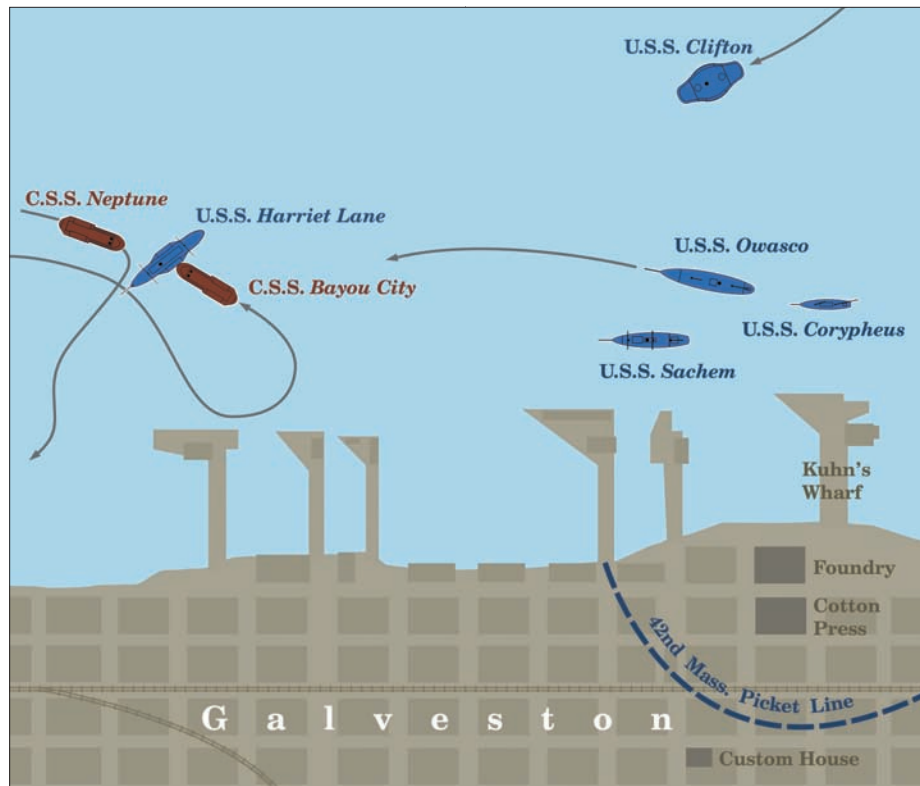 U.S.S. Clifton
C.S.S. Neptune
U.S.S. Harriet Lane
U.S.S. Owasco
C.S.S. Bayou City
U.S.S. Corypheus
U.S.S. Sachem
Kuhn's
Wharf
Foundry
Cotton
Press
42nd Mass. Picket Line
Galveston
Custom House